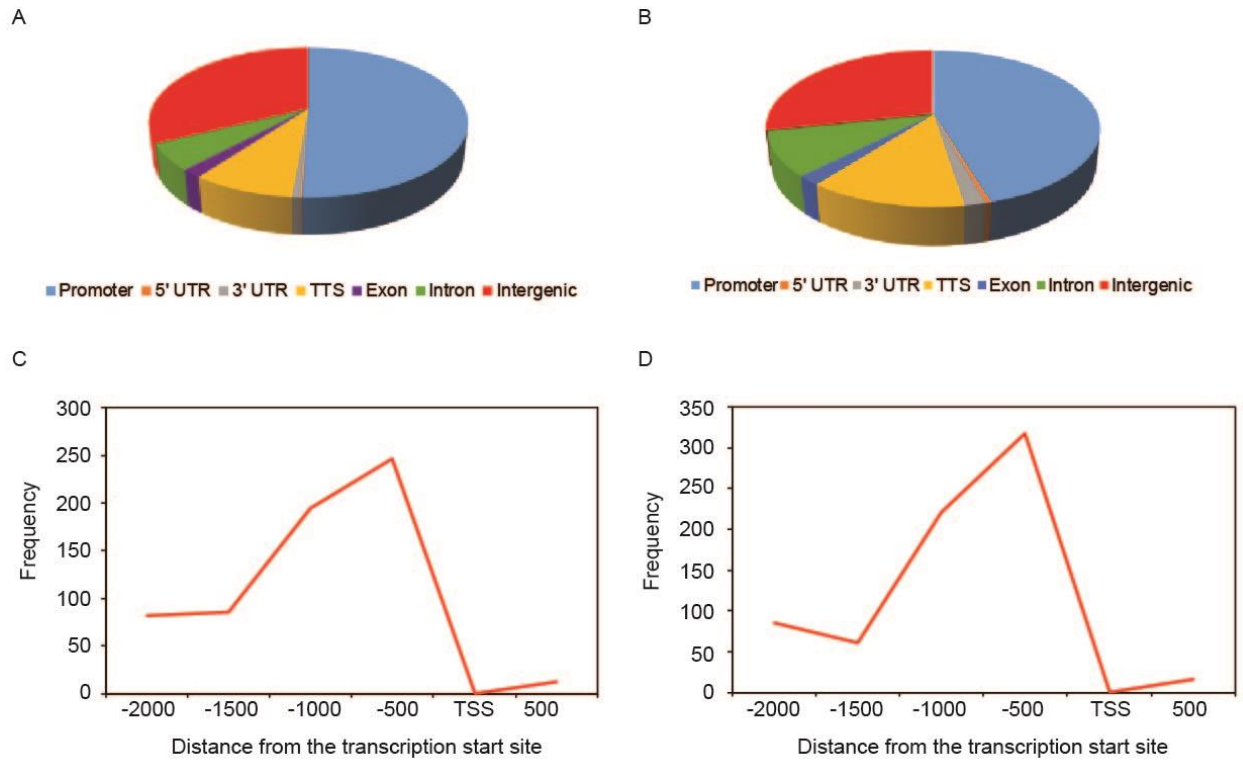 A
B
Promoter 5' UTR 3' UTR TTS Exon Intron Intergenic
Promoter 5' UTR 3' UTR TTS Exon Intron Intergenic
C
D
300
250
200
150
100
50
0
Frequency
-2000 -1500 -1000 -500 TSS 500
Distance from the transcription start site
350
300
250
200
150
100
50
0
Frequency
-2000 -1500 -1000 -500 TSS 500
Distance from the transcription start site